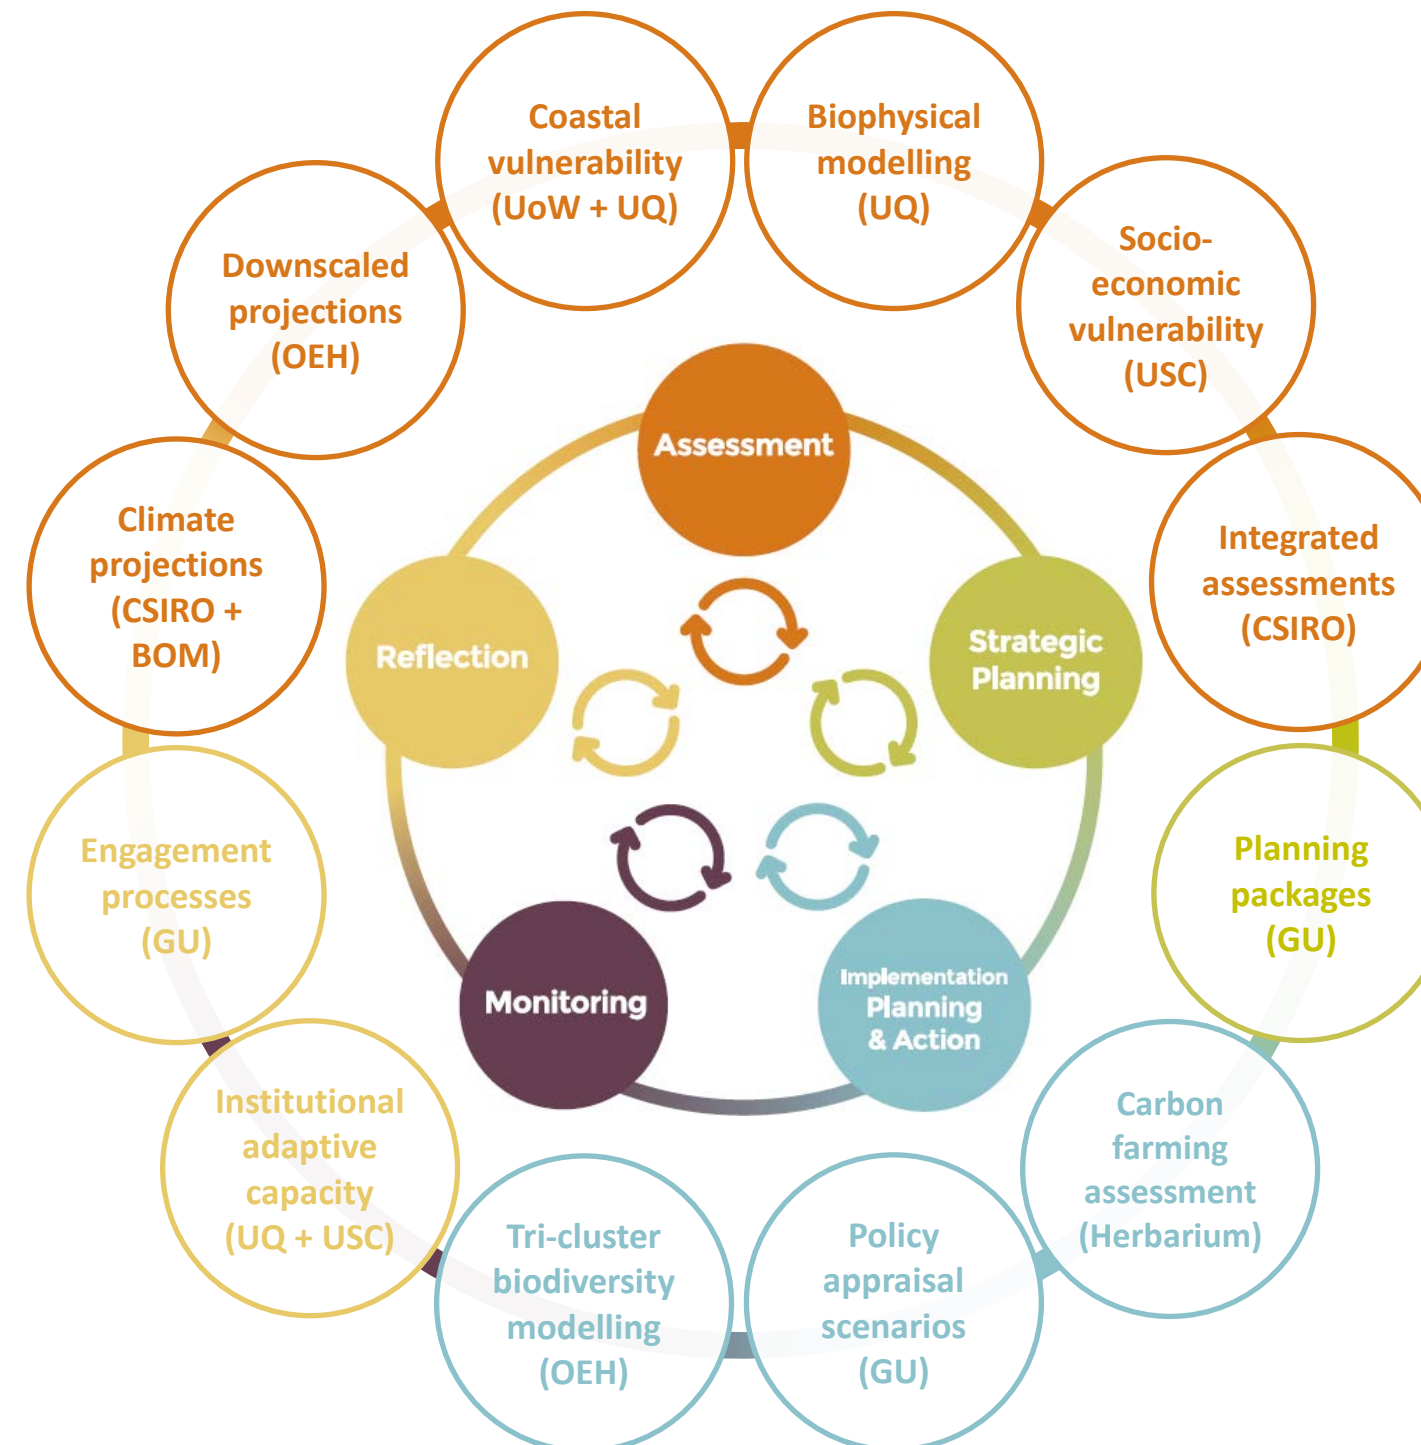 Coastal
vulnerability
(UoW + UQ)
Biophysical
modelling
(UQ)
Socio-
economic
vulnerability
(USC)
Integrated
assessments
(CSIRO)
Planning
packages
(GU)
Carbon
farming
assessment
(Herbarium)
Policy
appraisal
scenarios
(GU)
Tri-cluster
biodiversity
modelling
(OEH)
Institutional
adaptive
capacity
(UQ + USC)
Engagement
processes
(GU)
Climate
projections
(CSIRO +
BOM)
Downscaled
projections
(OEH)
Assessment
Strategic
Planning
Implementation
Planning
& Action
Monitoring
Reflection